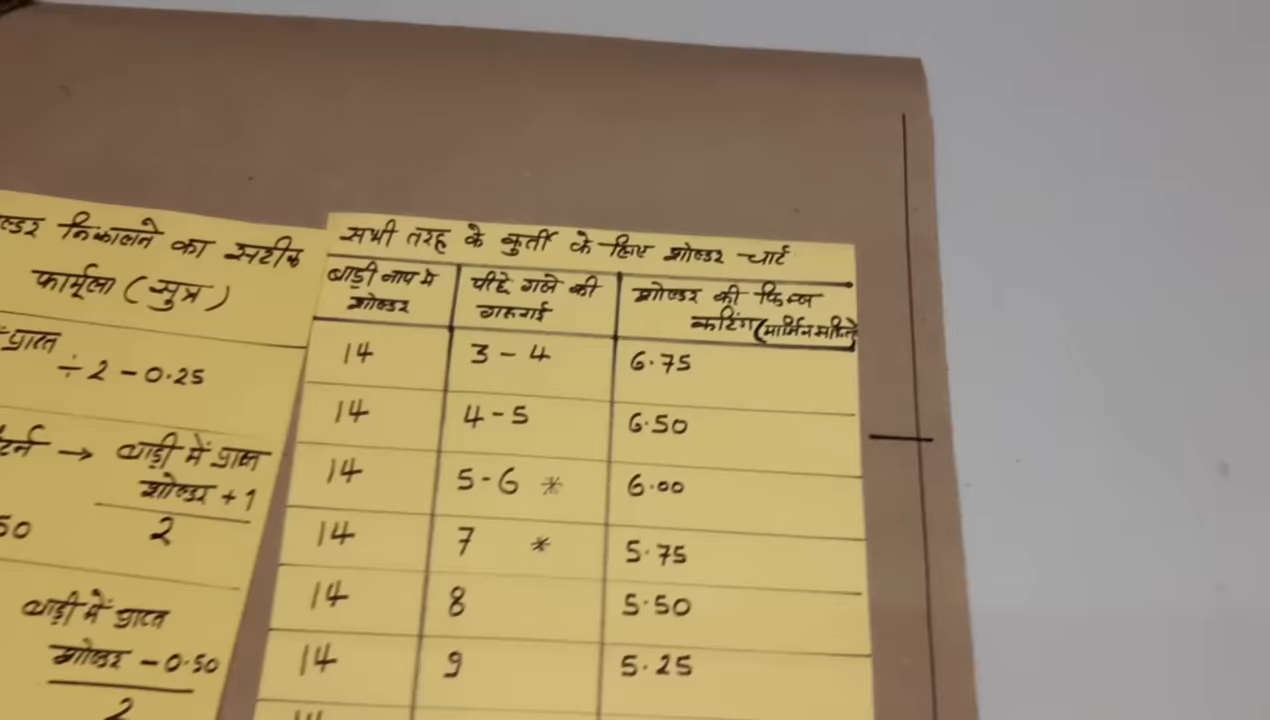 निकालने का सटीक
फार्मूला (सुत्र)
प्राप्त
÷ 2 - 0.25
→ बाड़ी में प्राप्त
शोल्डर + 1
2
50
बाड़ी में प्राप्त
शोल्डर - 0.50
2
सभी तरह के कुर्ती के लिए शोल्डर चार्ट
बाड़ी नाप मे शोल्डर | पीछे गले की गहराई | शोल्डर की फिक्स कटिंग (मार्जिन सहित)
14 3 - 4 6.75
14 4 - 5 6.50
14 5 - 6 * 6.00
14 7 * 5.75
14 8 5.50
14 9 5.25